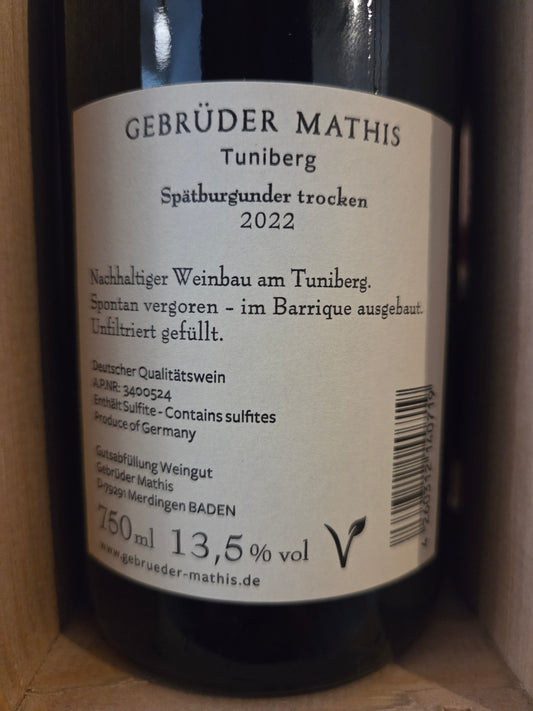 GEBRÜDER MATHIS
Tuniberg
Spätburgunder trocken
2022
Nachhaltiger Weinbau am Tuniberg.
Spontan vergoren – im Barrique ausgebaut.
Unfiltriert gefüllt.
Deutscher Qualitätswein
A.P.NR: 3400524
Enthält Sulfite - Contains sulfites
Produce of Germany
Gutsabfüllung Weingut
Gebrüder Mathis
D-79291 Merdingen BADEN
750 ml 13,5 % vol
www.gebrueder-mathis.de